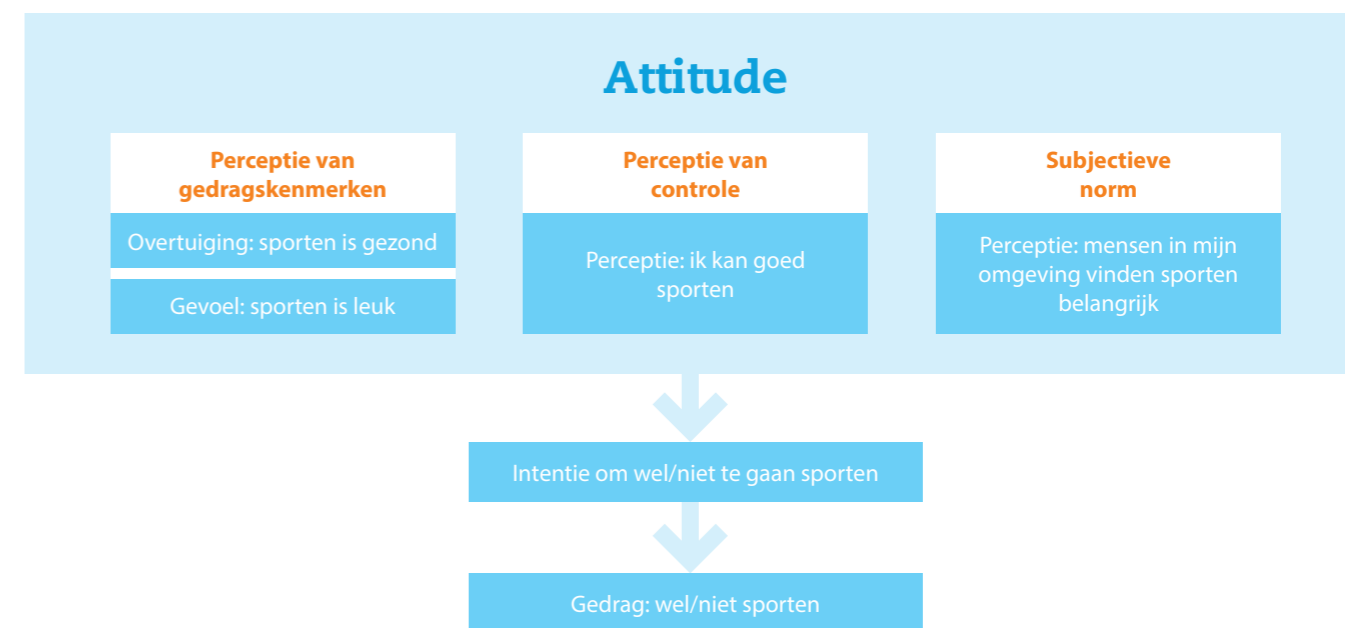 Attitude
Perceptie van
gedragskenmerken
Overtuiging: sporten is gezond
Gevoel: sporten is leuk
Perceptie van
controle
Perceptie: ik kan goed
sporten
Subjectieve
norm
Perceptie: mensen in mijn
omgeving vinden sporten
belangrijk
Intentie om wel/niet te gaan sporten
Gedrag: wel/niet sporten